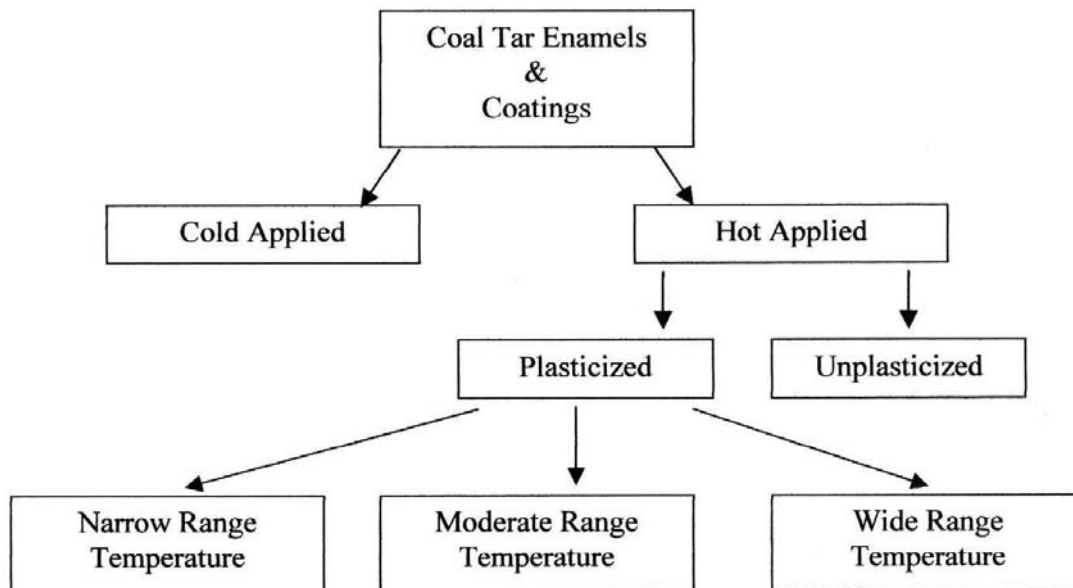 Coal Tar Enamels
&
Coatings
Cold Applied
Hot Applied
Plasticized
Unplasticized
Narrow Range
Temperature
Moderate Range
Temperature
Wide Range
Temperature